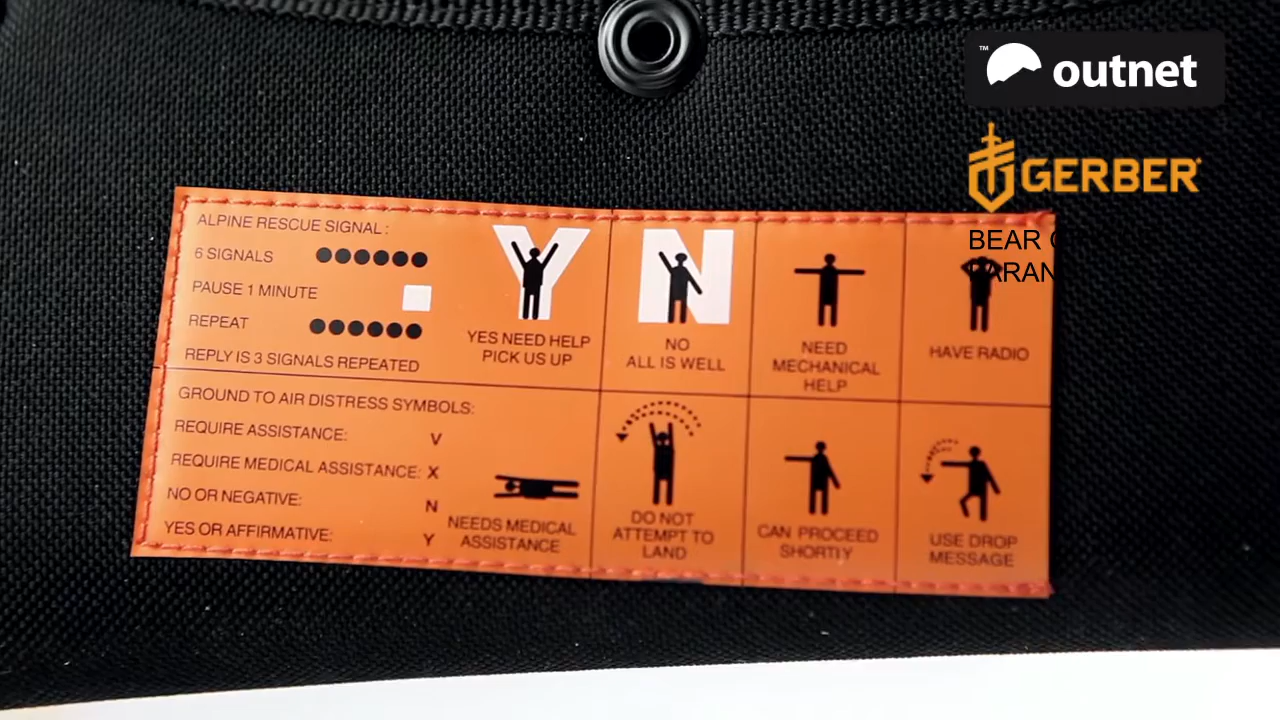 ™ outnet
GERBER
BEAR
ALPINE RESCUE SIGNAL :
6 SIGNALS
PAUSE 1 MINUTE
REPEAT
REPLY IS 3 SIGNALS REPEATED
Y
YES NEED HELP
PICK US UP
N
NO
ALL IS WELL
NEED
MECHANICAL
HELP
HAVE RADIO
GROUND TO AIR DISTRESS SYMBOLS:
REQUIRE ASSISTANCE: V
REQUIRE MEDICAL ASSISTANCE: X
NO OR NEGATIVE: N
YES OR AFFIRMATIVE: Y
NEEDS MEDICAL
ASSISTANCE
DO NOT
ATTEMPT TO
LAND
CAN PROCEED
SHORTLY
USE DROP
MESSAGE